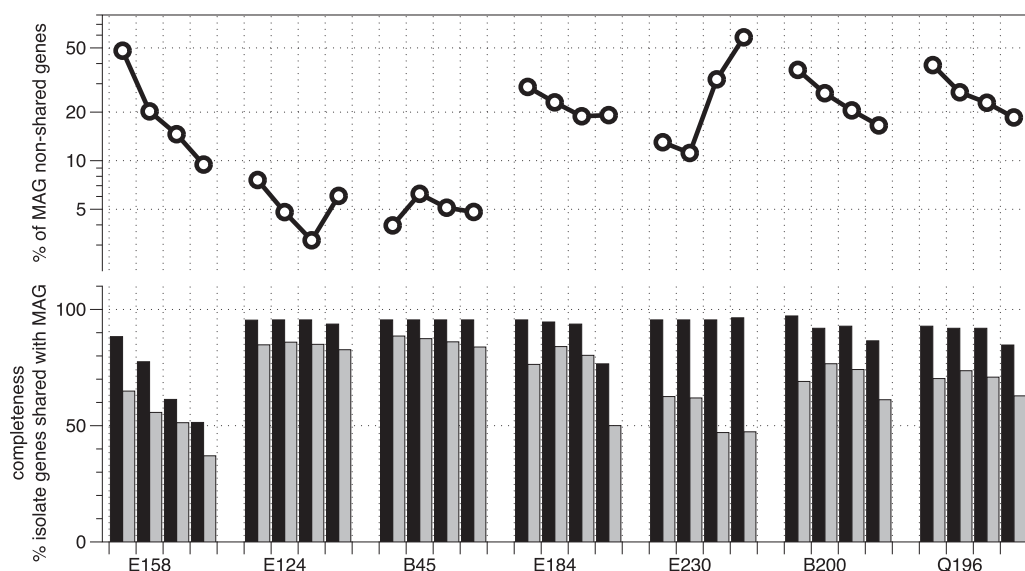 % of MAG non-shared genes
50
20
10
5
completeness
% isolate genes shared with MAG
100
50
0
E158 E124 B45 E184 E230 B200 Q196